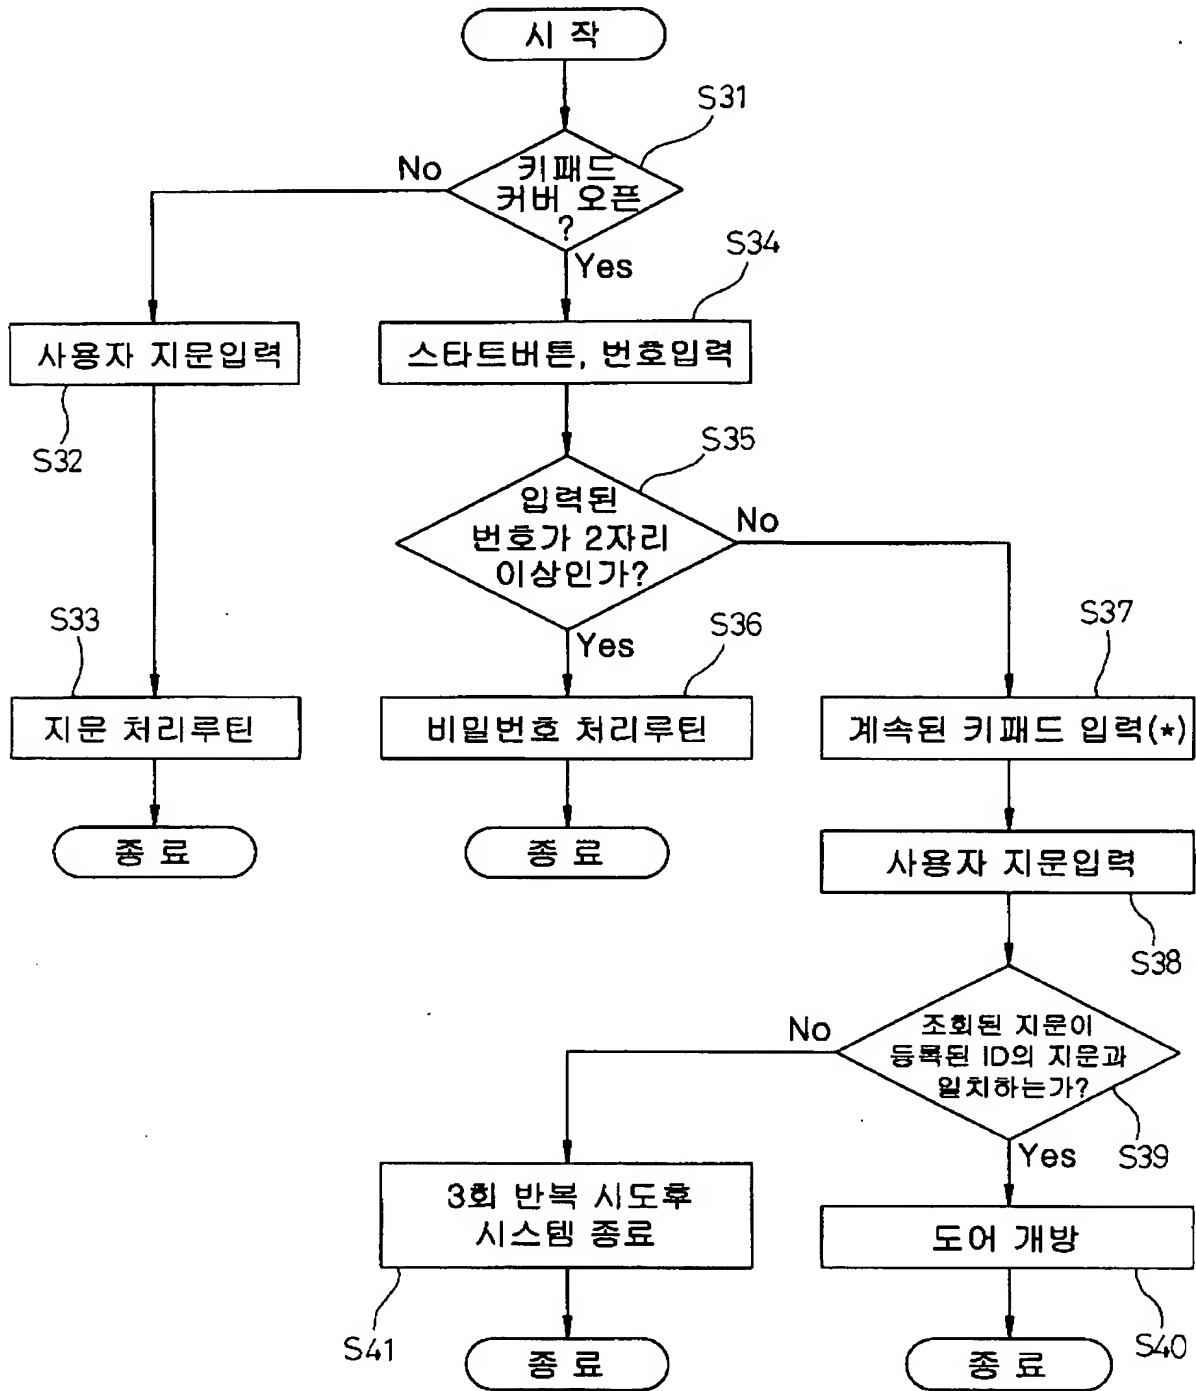 시 작
S31
No
키패드
커버 오픈
?
Yes
S34
사용자 지문입력
스타트버튼, 번호입력
S32
S35
입력된
번호가 2자리
이상인가?
No
Yes
S33
S36
S37
지문 처리루틴
비밀번호 처리루틴
계속된 키패드 입력(*)
종 료
종 료
사용자 지문입력
S38
조회된 지문이
등록된 ID의 지문과
일치하는가?
No
Yes
S39
3회 반복 시도후
시스템 종료
도어 개방
S41
S40
종 료
종 료